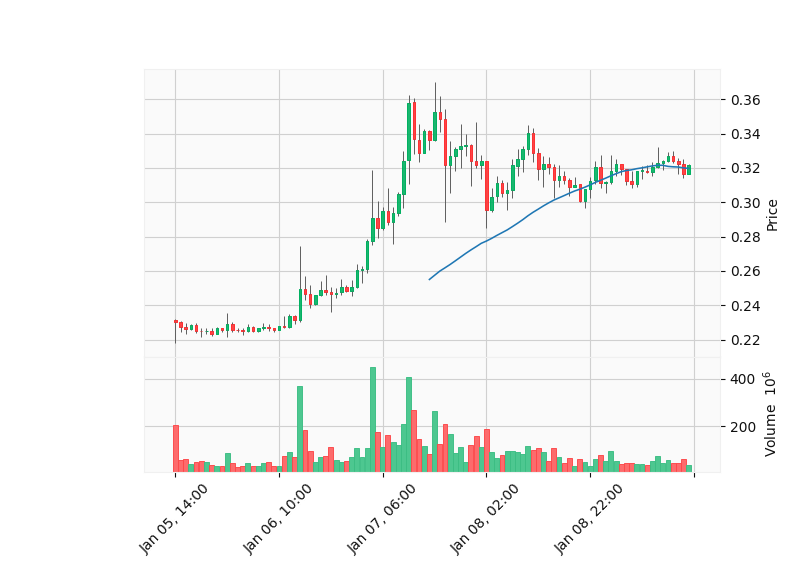 0.36
0.34
0.32
0.30
0.28
0.26
0.24
0.22
Price
400
200
Volume 10⁶
Jan 05, 14:00
Jan 06, 10:00
Jan 07, 06:00
Jan 08, 02:00
Jan 08, 22:00